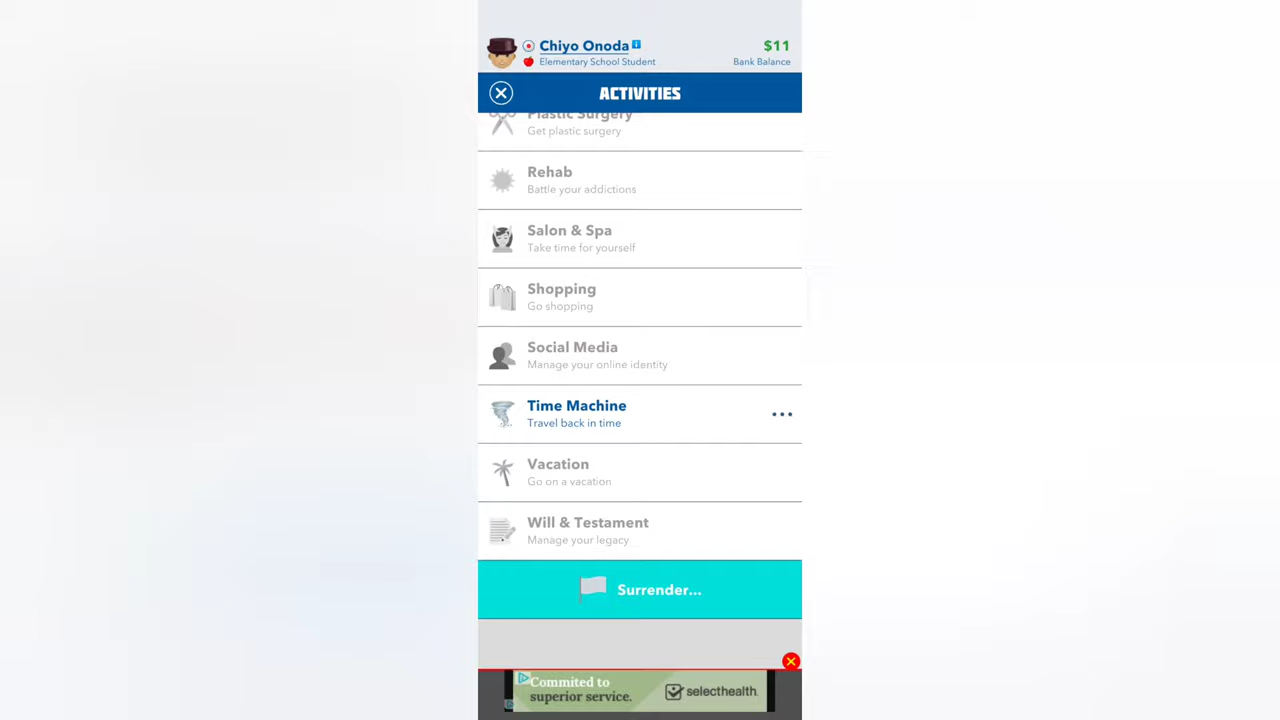 Chiyo Onoda
$11
Elementary School Student
Bank Balance
ACTIVITIES
Plastic Surgery
Get plastic surgery
Rehab
Battle your addictions
Salon & Spa
Take time for yourself
Shopping
Go shopping
Social Media
Manage your online identity
Time Machine
Travel back in time
Vacation
Go on a vacation
Will & Testament
Manage your legacy
Surrender...
Commited to
superior service.
selecthealth.